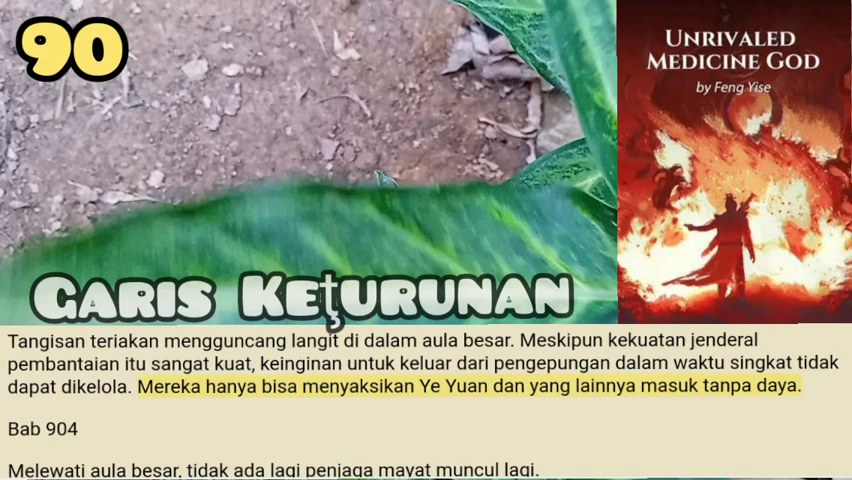 90
UNRIVALED
MEDICINE GOD
by Feng Yise
GARIS KEŢURUNAN
Tangisan teriakan mengguncang langit di dalam aula besar. Meskipun kekuatan jenderal
pembantaian itu sangat kuat, keinginan untuk keluar dari pengepungan dalam waktu singkat tidak
dapat dikelola. Mereka hanya bisa menyaksikan Ye Yuan dan yang lainnya masuk tanpa daya.
Bab 904
Melewati aula besar, tidak ada lagi penjaga mayat muncul lagi.